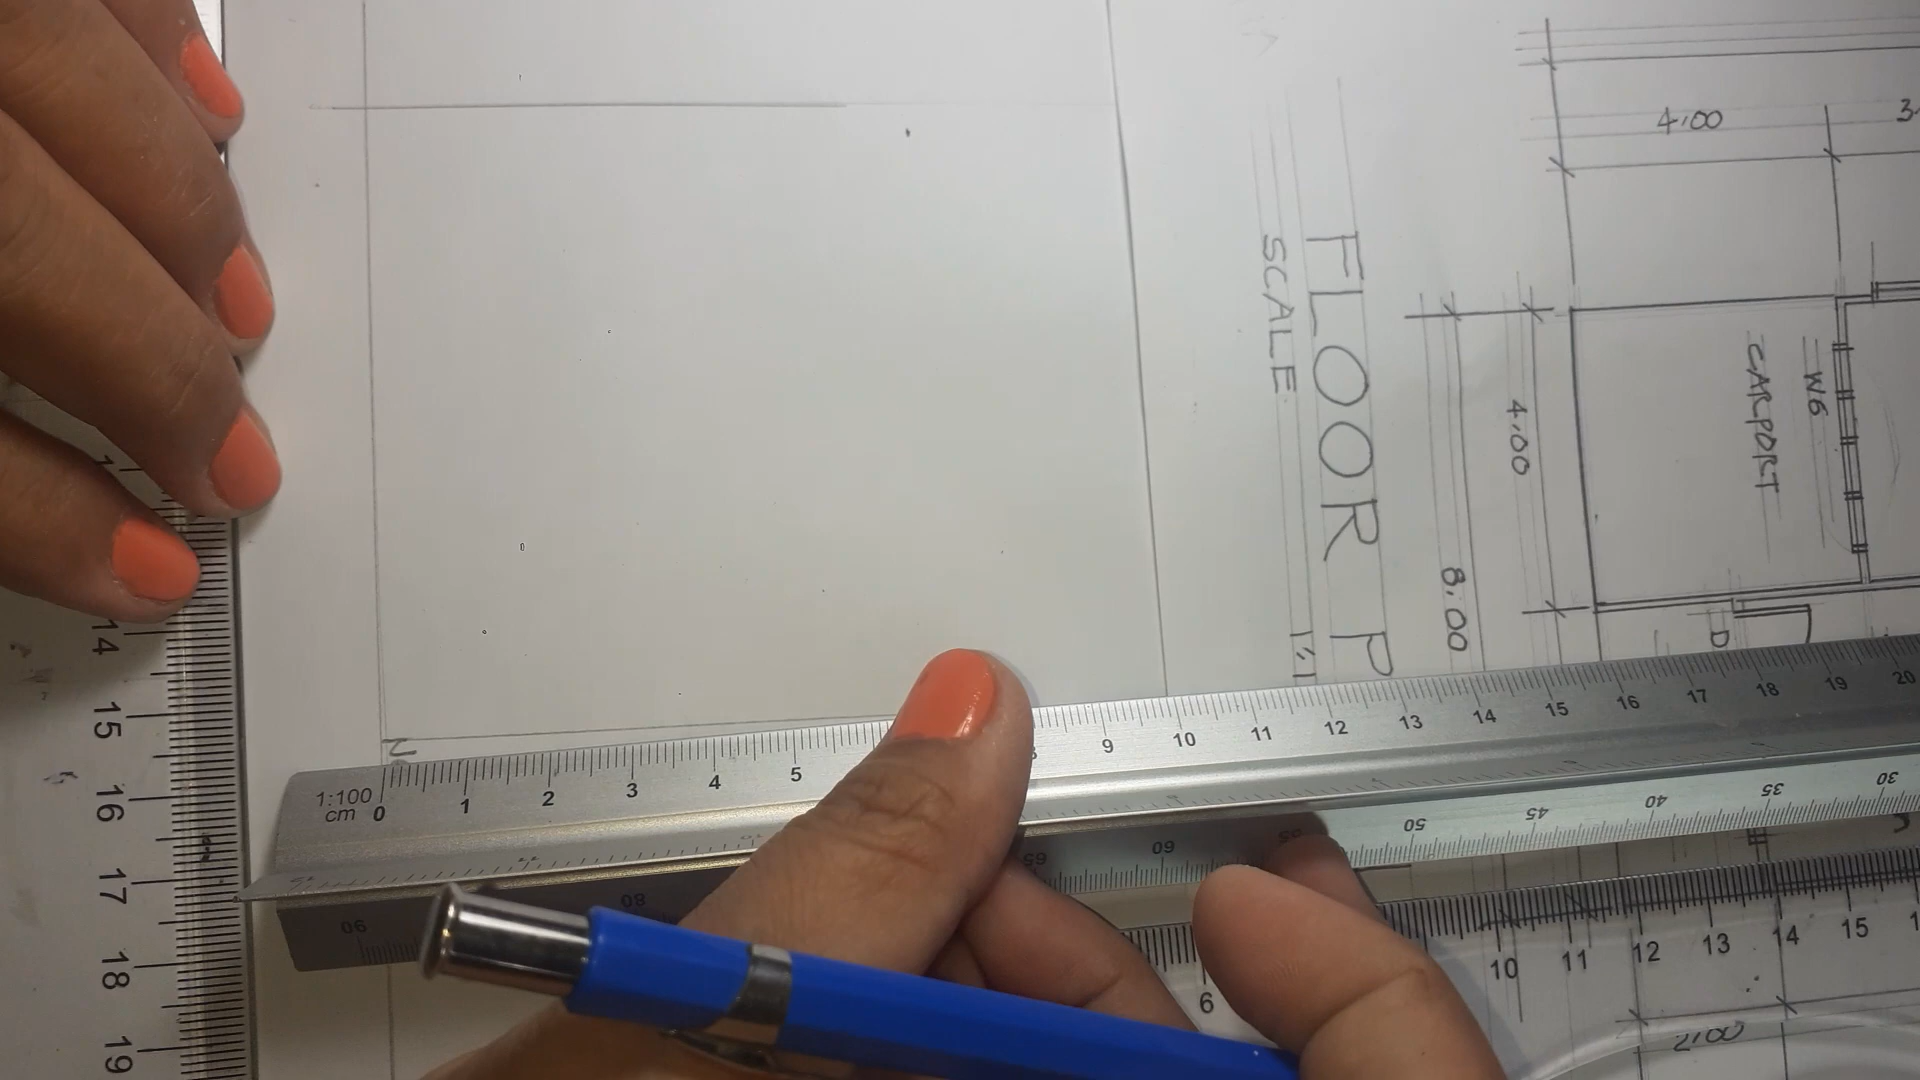 FLOOR P
SCALE
1:1
4.00
3.
4.00
8.00
CARPORT
W6
D
1:100
cm 0 1 2 3 4 5 9 10 11 12 13 14 15 16 17 18 19 20
90 80 65 60 50 45 40 35 30
14 15 16 17 18 19
6 10 11 12 13 14 15
2.00